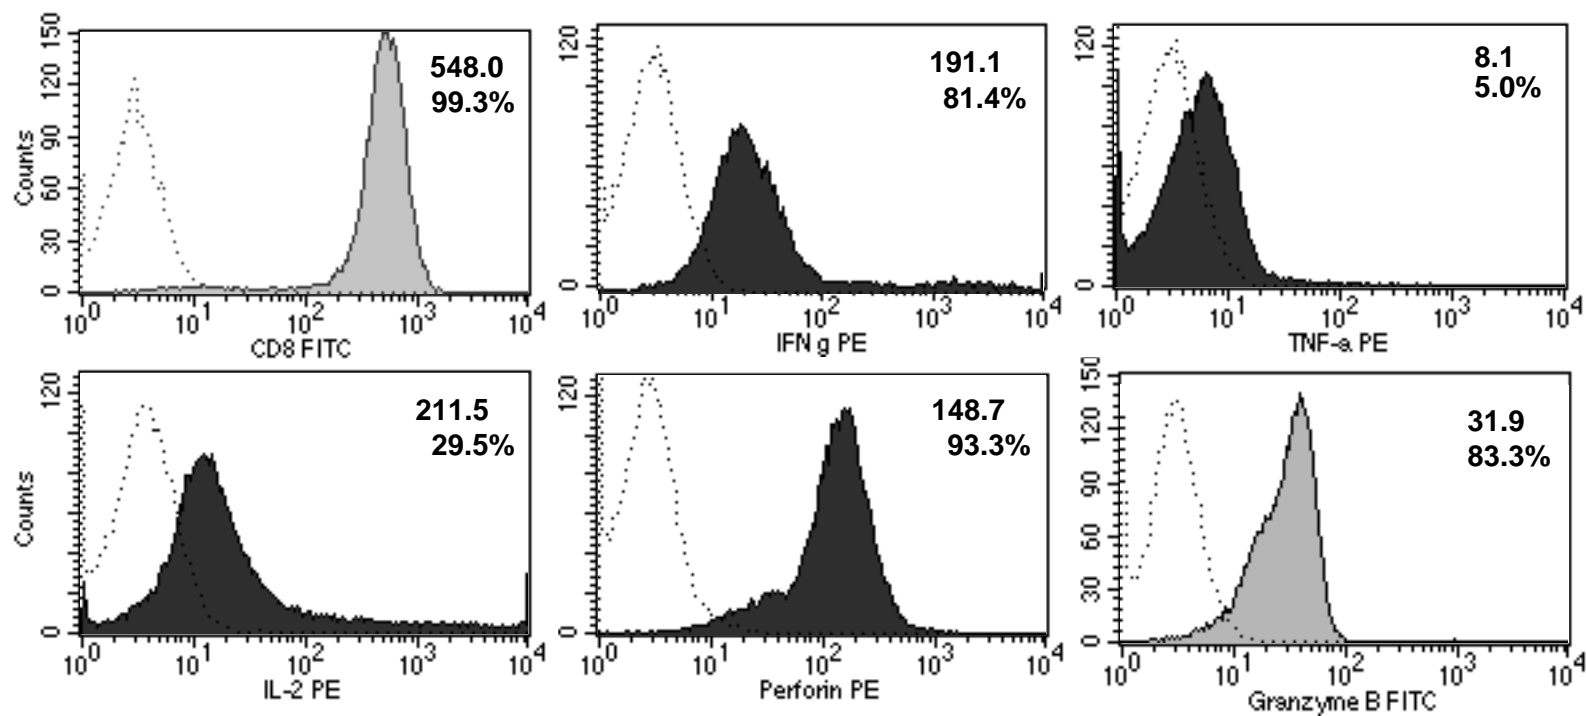 150
120
90
60
30
0
Counts
548.0
99.3%
10^0 10^1 10^2 10^3 10^4
CD8 FITC
120
0
191.1
81.4%
10^0 10^1 10^2 10^3 10^4
IFN g PE
120
0
8.1
5.0%
10^0 10^1 10^2 10^3 10^4
TNF-a PE
120
0
Counts
211.5
29.5%
10^0 10^1 10^2 10^3 10^4
IL-2 PE
120
0
148.7
93.3%
10^0 10^1 10^2 10^3 10^4
Perforin PE
150
120
90
60
30
0
31.9
83.3%
10^0 10^1 10^2 10^3 10^4
Granzyme B FITC